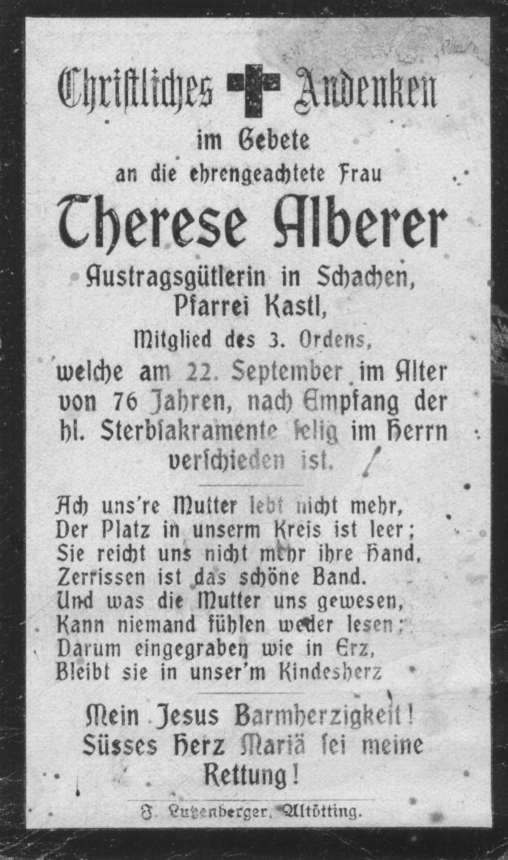 Christliches Andenken
im Gebete
an die ehrengeachtete Frau
Therese Alberer
Austragsgütlerin in Schachen,
Pfarrei Kastl,
Mitglied des 3. Ordens,
welche am 22. September im Alter
von 76 Jahren, nach Empfang der
hl. Sterbsakramente selig im Herrn
verschieden ist.
Ach uns're Mutter lebt nicht mehr,
Der Platz in unserm Kreis ist leer;
Sie reicht uns nicht mehr ihre Hand,
Zerrissen ist das schöne Band.
Und was die Mutter uns gewesen,
Kann niemand fühlen weder lesen;
Darum eingegraben wie in Erz,
Bleibt sie in unser'm Kindesherz
Mein Jesus Barmherzigkeit!
Süsses Herz Mariä sei meine
Rettung!
J. Lutzenberger, Altötting.